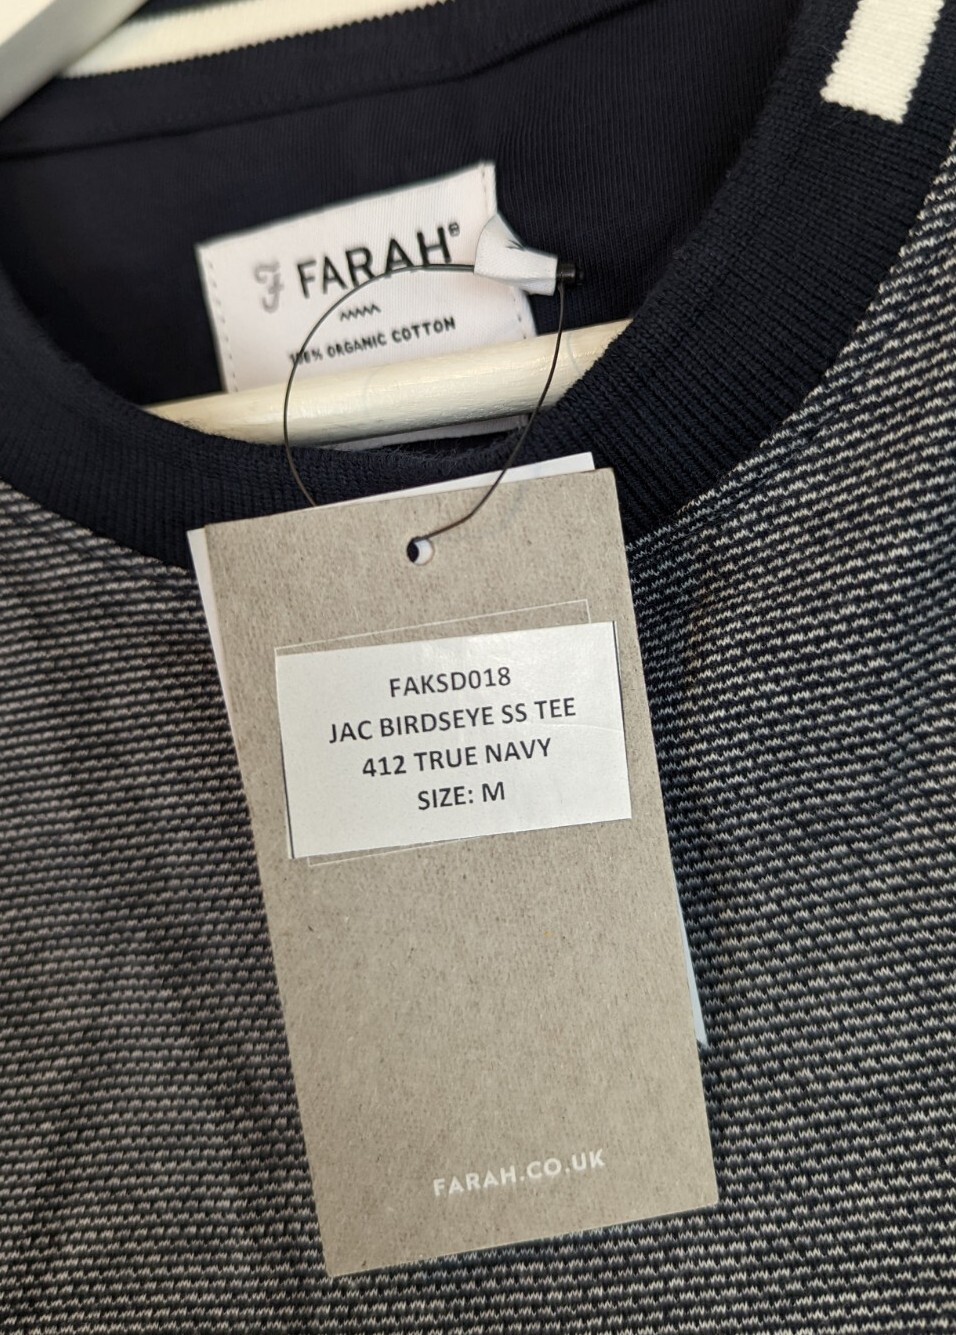 F FARAH®
100% ORGANIC COTTON
FAKSD018
JAC BIRDSEYE SS TEE
412 TRUE NAVY
SIZE: M
FARAH.CO.UK